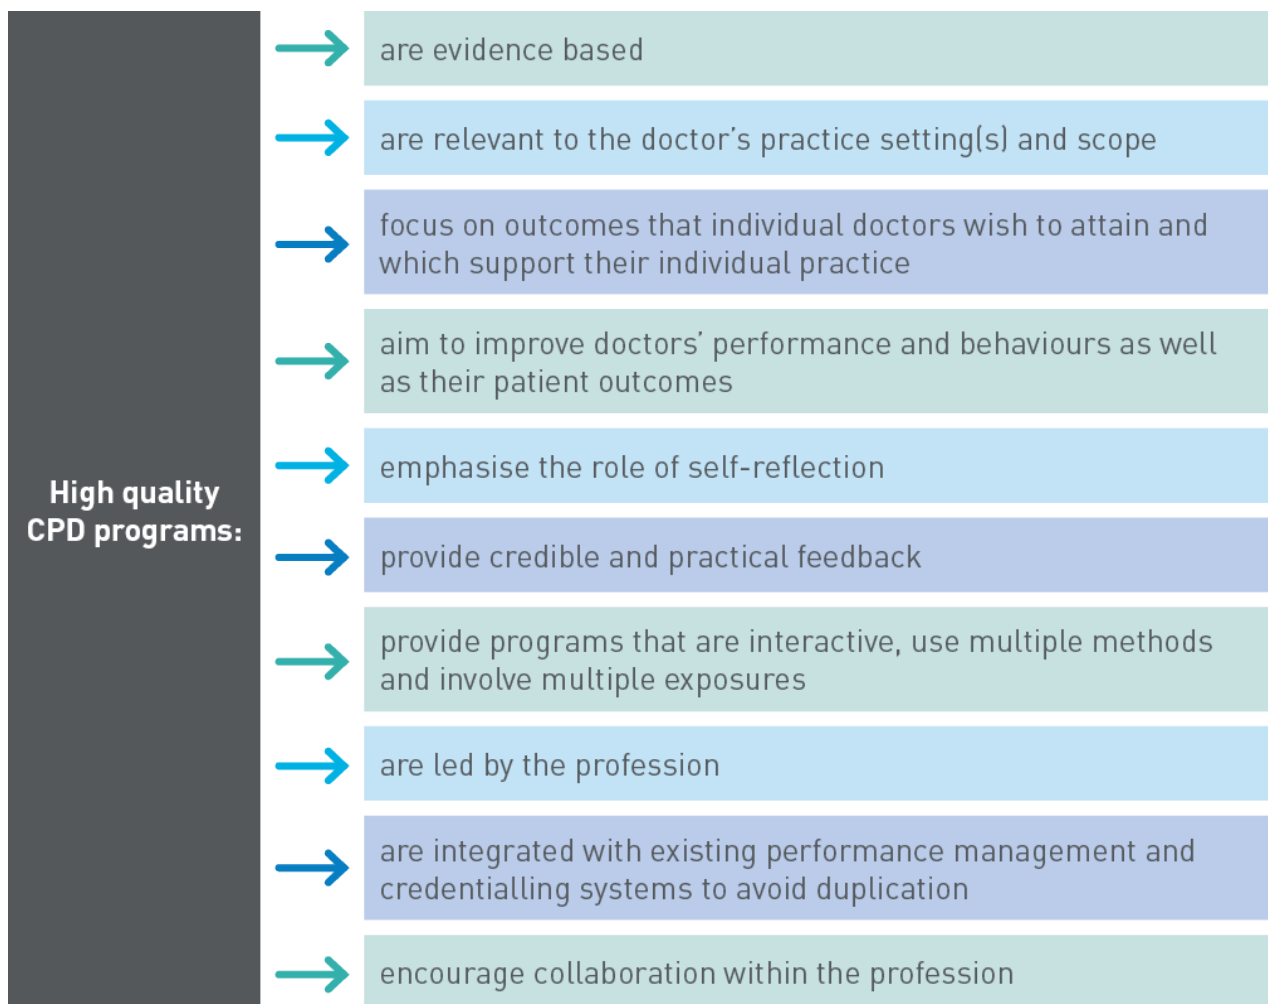 High quality
CPD programs:
are evidence based
are relevant to the doctor’s practice setting(s) and scope
focus on outcomes that individual doctors wish to attain and
which support their individual practice
aim to improve doctors’ performance and behaviours as well
as their patient outcomes
emphasise the role of self-reflection
provide credible and practical feedback
provide programs that are interactive, use multiple methods
and involve multiple exposures
are led by the profession
are integrated with existing performance management and
credentialling systems to avoid duplication
encourage collaboration within the profession